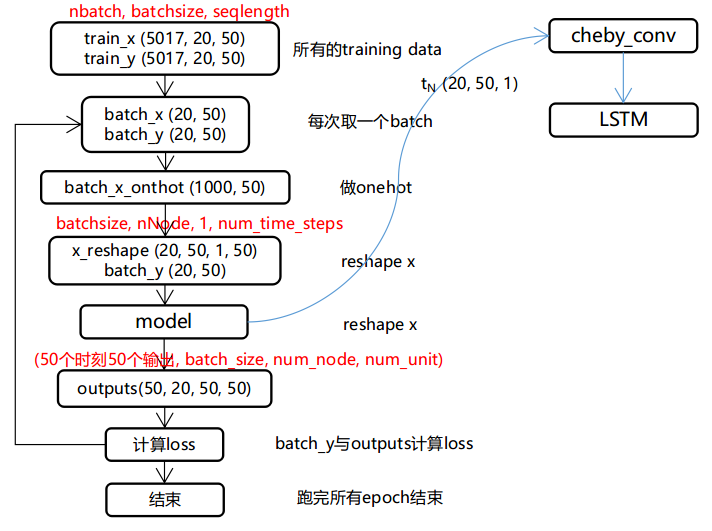 nbatch, batchsize, seqlength
train_x (5017, 20, 50)
train_y (5017, 20, 50)
所有的training data
cheby_conv
t_N (20, 50, 1)
LSTM
batch_x (20, 50)
batch_y (20, 50)
每次取一个batch
batch_x_onthot (1000, 50)
做onehot
batchsize, nNode, 1, num_time_steps
x_reshape (20, 50, 1, 50)
batch_y (20, 50)
reshape x
model
reshape x
(50个时刻50个输出, batch_size, num_node, num_unit)
outputs(50, 20, 50, 50)
计算loss
batch_y与outputs计算loss
结束
跑完所有epoch结束